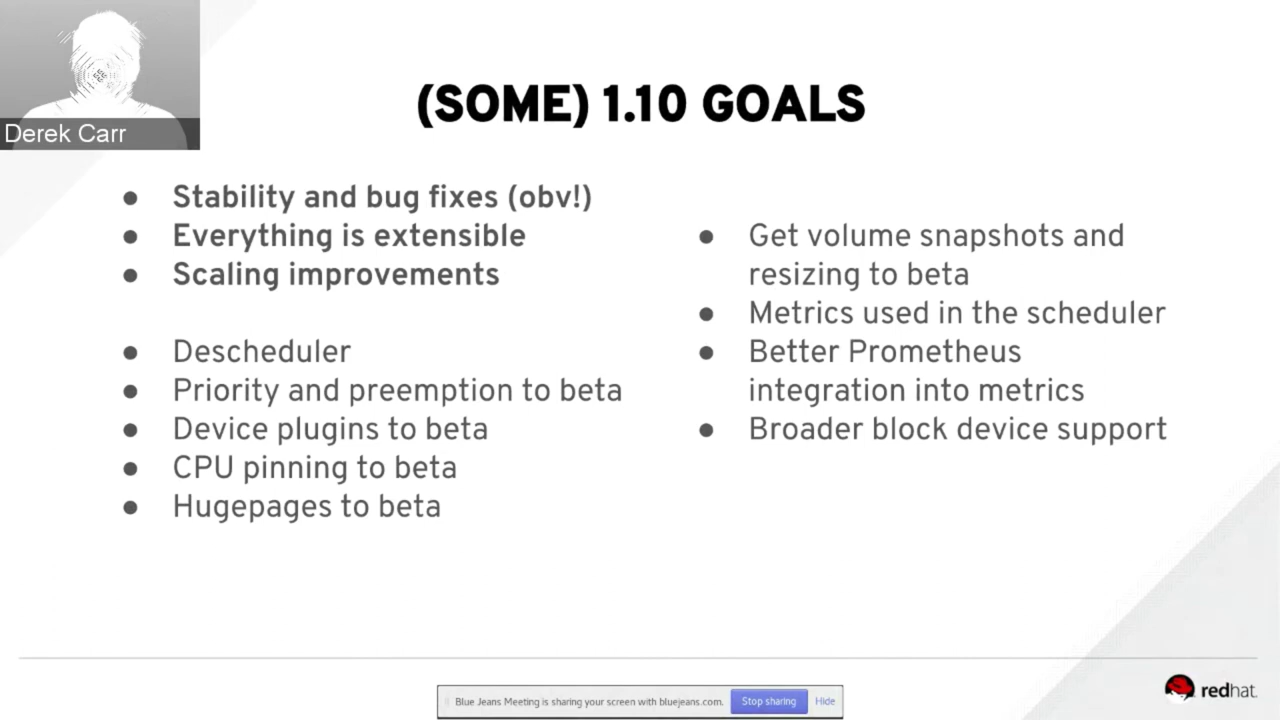 Derek Carr
(SOME) 1.10 GOALS
● Stability and bug fixes (obv!)
● Everything is extensible
● Scaling improvements
● Descheduler
● Priority and preemption to beta
● Device plugins to beta
● CPU pinning to beta
● Hugepages to beta
● Get volume snapshots and
resizing to beta
● Metrics used in the scheduler
● Better Prometheus
integration into metrics
● Broader block device support
Blue Jeans Meeting is sharing your screen with bluejeans.com. Stop sharing Hide
redhat.